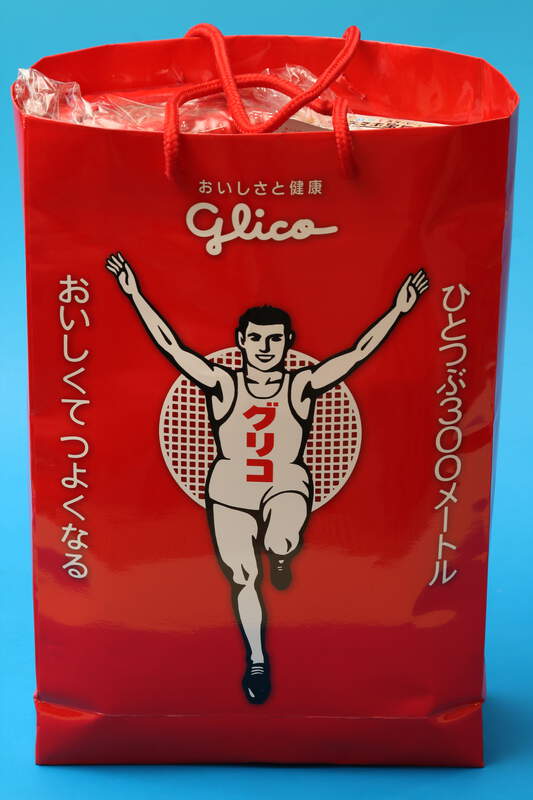 おいしさと健康
glico
ひとつぶ300メートル
おいしくてつよくなる
グリコ